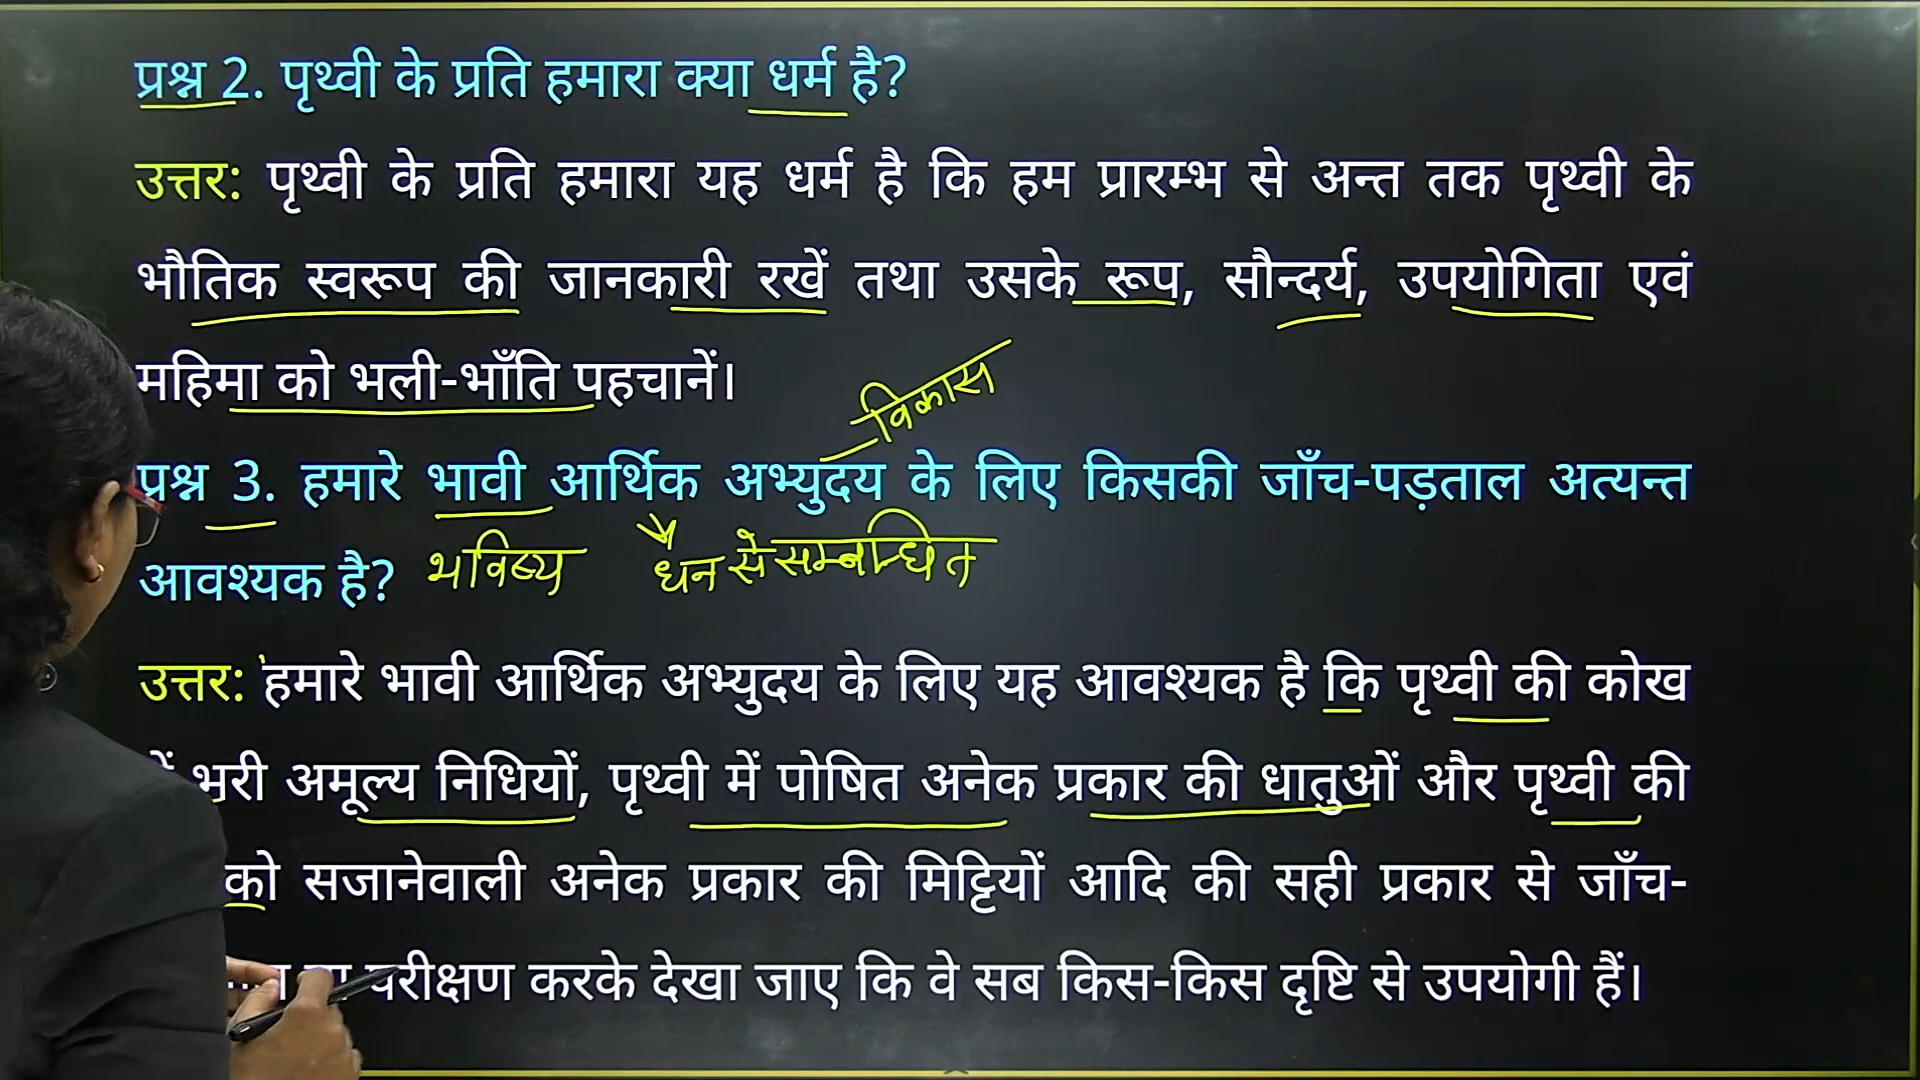 प्रश्न 2. पृथ्वी के प्रति हमारा क्या धर्म है?
उत्तर: पृथ्वी के प्रति हमारा यह धर्म है कि हम प्रारम्भ से अन्त तक पृथ्वी के
भौतिक स्वरूप की जानकारी रखें तथा उसके रूप, सौन्दर्य, उपयोगिता एवं
महिमा को भली-भाँति पहचानें।
विकास
प्रश्न 3. हमारे भावी आर्थिक अभ्युदय के लिए किसकी जाँच-पड़ताल अत्यन्त
आवश्यक है? भविष्य धन से सम्बन्धित
उत्तर: हमारे भावी आर्थिक अभ्युदय के लिए यह आवश्यक है कि पृथ्वी की कोख
भरी अमूल्य निधियों, पृथ्वी में पोषित अनेक प्रकार की धातुओं और पृथ्वी की
को सजानेवाली अनेक प्रकार की मिट्टियों आदि की सही प्रकार से जाँच-
परीक्षण करके देखा जाए कि वे सब किस-किस दृष्टि से उपयोगी हैं।